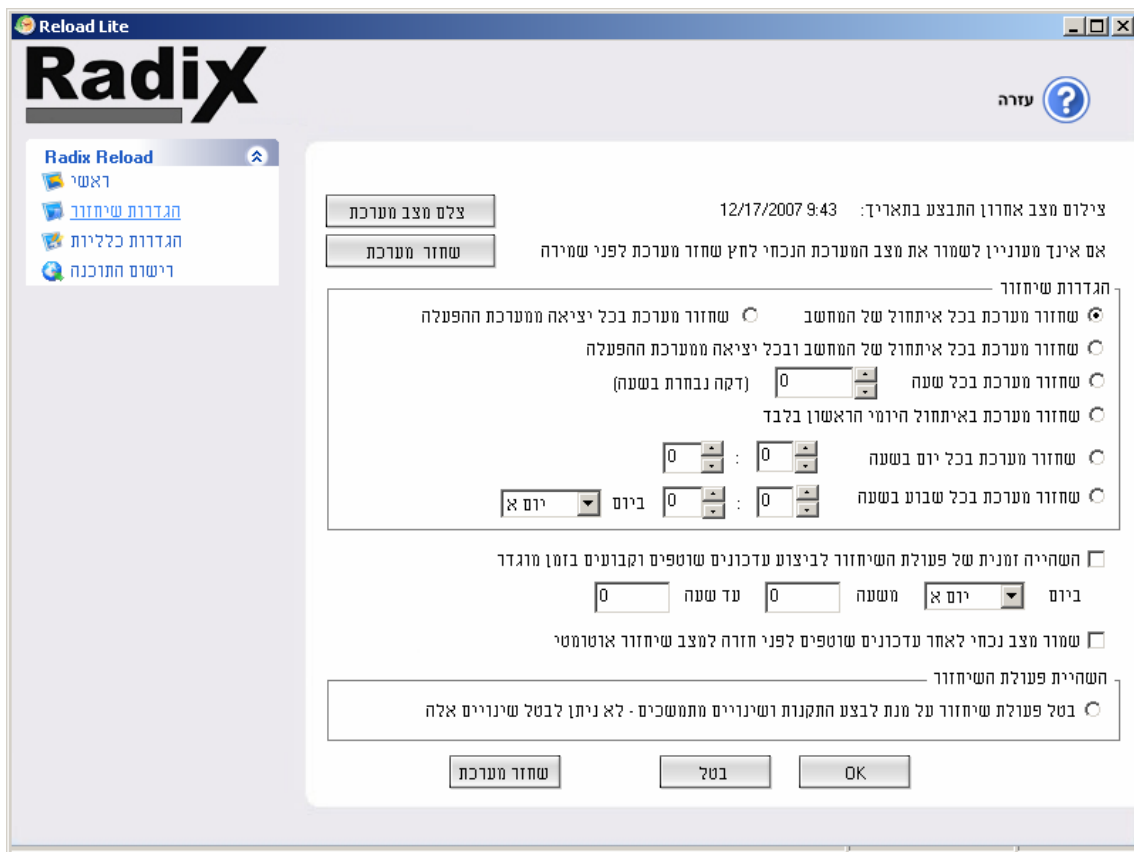 Reload Lite
Radix
עזרה
Radix Reload
ראשי
הגדרות שיחזור
הגדרות כלליות
רישום התוכנה
צילום מצב אחרון התבצע בתאריך: 12/17/2007 9:43 צלם מצב מערכת
אם אינך מעוניין לשמור את מצב המערכת הנכחי לחץ שחזר מערכת לפני שמירה שחזר מערכת
הגדרות שיחזור
שחזור מערכת בכל איתחול של המחשב שחזור מערכת בכל יציאה ממערכת ההפעלה
שחזור מערכת בכל איתחול של המחשב ובכל יציאה ממערכת ההפעלה
שחזור מערכת בכל שעה 0 (דקה נבחרת בשעה)
שחזור מערכת באיתחול היומי הראשון בלבד
שחזור מערכת בכל יום בשעה 0 : 0
שחזור מערכת בכל שבוע בשעה 0 : 0 ביום יום א
השהייה זמנית של פעולת השיחזור לביצוע עדכונים שוטפים וקבועים בזמן מוגדר
ביום יום א משעה 0 עד שעה 0
שמור מצב נכחי לאחר עדכונים שוטפים לפני חזרה למצב שיחזור אוטומטי
השהיית פעולת השיחזור
בטל פעולת שיחזור על מנת לבצע התקנות ושינויים מתמשכים - לא ניתן לבטל שינויים אלה
OK בטל שחזר מערכת